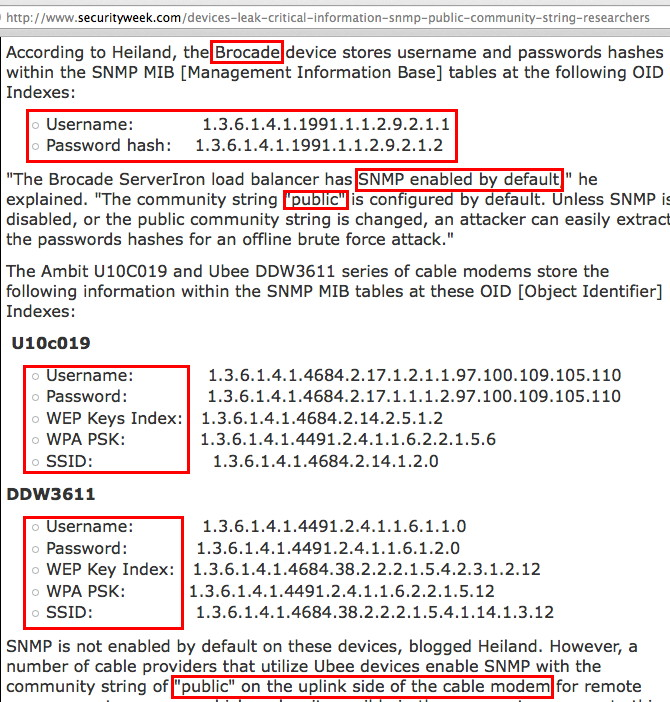 http://www.securityweek.com/devices-leak-critical-information-snmp-public-community-string-researchers
According to Heiland, the Brocade device stores username and passwords hashes
within the SNMP MIB [Management Information Base] tables at the following OID
Indexes:
Username: 1.3.6.1.4.1.1991.1.1.2.9.2.1.1
Password hash: 1.3.6.1.4.1.1991.1.1.2.9.2.1.2
"The Brocade ServerIron load balancer has SNMP enabled by default," he
explained. "The community string "public" is configured by default. Unless SNMP is
disabled, or the public community string is changed, an attacker can easily extract
the passwords hashes for an offline brute force attack."
The Ambit U10C019 and Ubee DDW3611 series of cable modems store the
following information within the SNMP MIB tables at these OID [Object Identifier]
Indexes:
U10c019
Username: 1.3.6.1.4.1.4684.2.17.1.2.1.1.97.100.109.105.110
Password: 1.3.6.1.4.1.4684.2.17.1.1.1.2.97.100.109.105.110
WEP Keys Index: 1.3.6.1.4.1.4684.2.14.2.5.1.2
WPA PSK: 1.3.6.1.4.1.4491.2.4.1.1.6.2.2.1.5.6
SSID: 1.3.6.1.4.1.4684.2.14.1.2.0
DDW3611
Username: 1.3.6.1.4.1.4491.2.4.1.1.6.1.1.0
Password: 1.3.6.1.4.1.4491.2.4.1.1.6.1.2.0
WEP Key Index: 1.3.6.1.4.1.4684.38.2.2.2.1.5.4.2.3.1.2.12
WPA PSK: 1.3.6.1.4.1.4491.2.4.1.1.6.2.2.1.5.12
SSID: 1.3.6.1.4.1.4684.38.2.2.2.1.5.4.1.14.1.3.12
SNMP is not enabled by default on these devices, blogged Heiland. However, a
number of cable providers that utilize Ubee devices enable SNMP with the
community string of "public" on the uplink side of the cable modem for remote